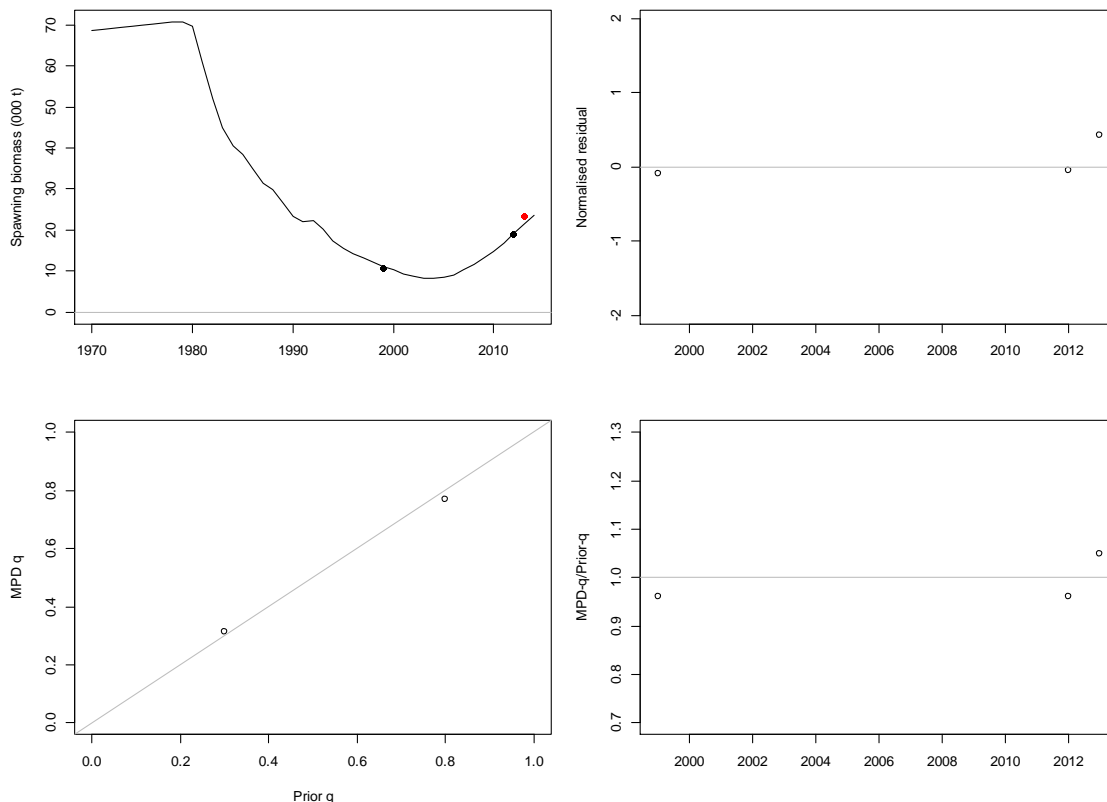 Spawning biomass (000 t)
70
60
50
40
30
20
10
0
1970 1980 1990 2000 2010
Normalised residual
2
1
0
-1
-2
2000 2002 2004 2006 2008 2010 2012
MPD q
1.0
0.8
0.6
0.4
0.2
0.0
0.0 0.2 0.4 0.6 0.8 1.0
Prior q
MPD-q/Prior-q
1.3
1.2
1.1
1.0
0.9
0.8
0.7
2000 2002 2004 2006 2008 2010 2012